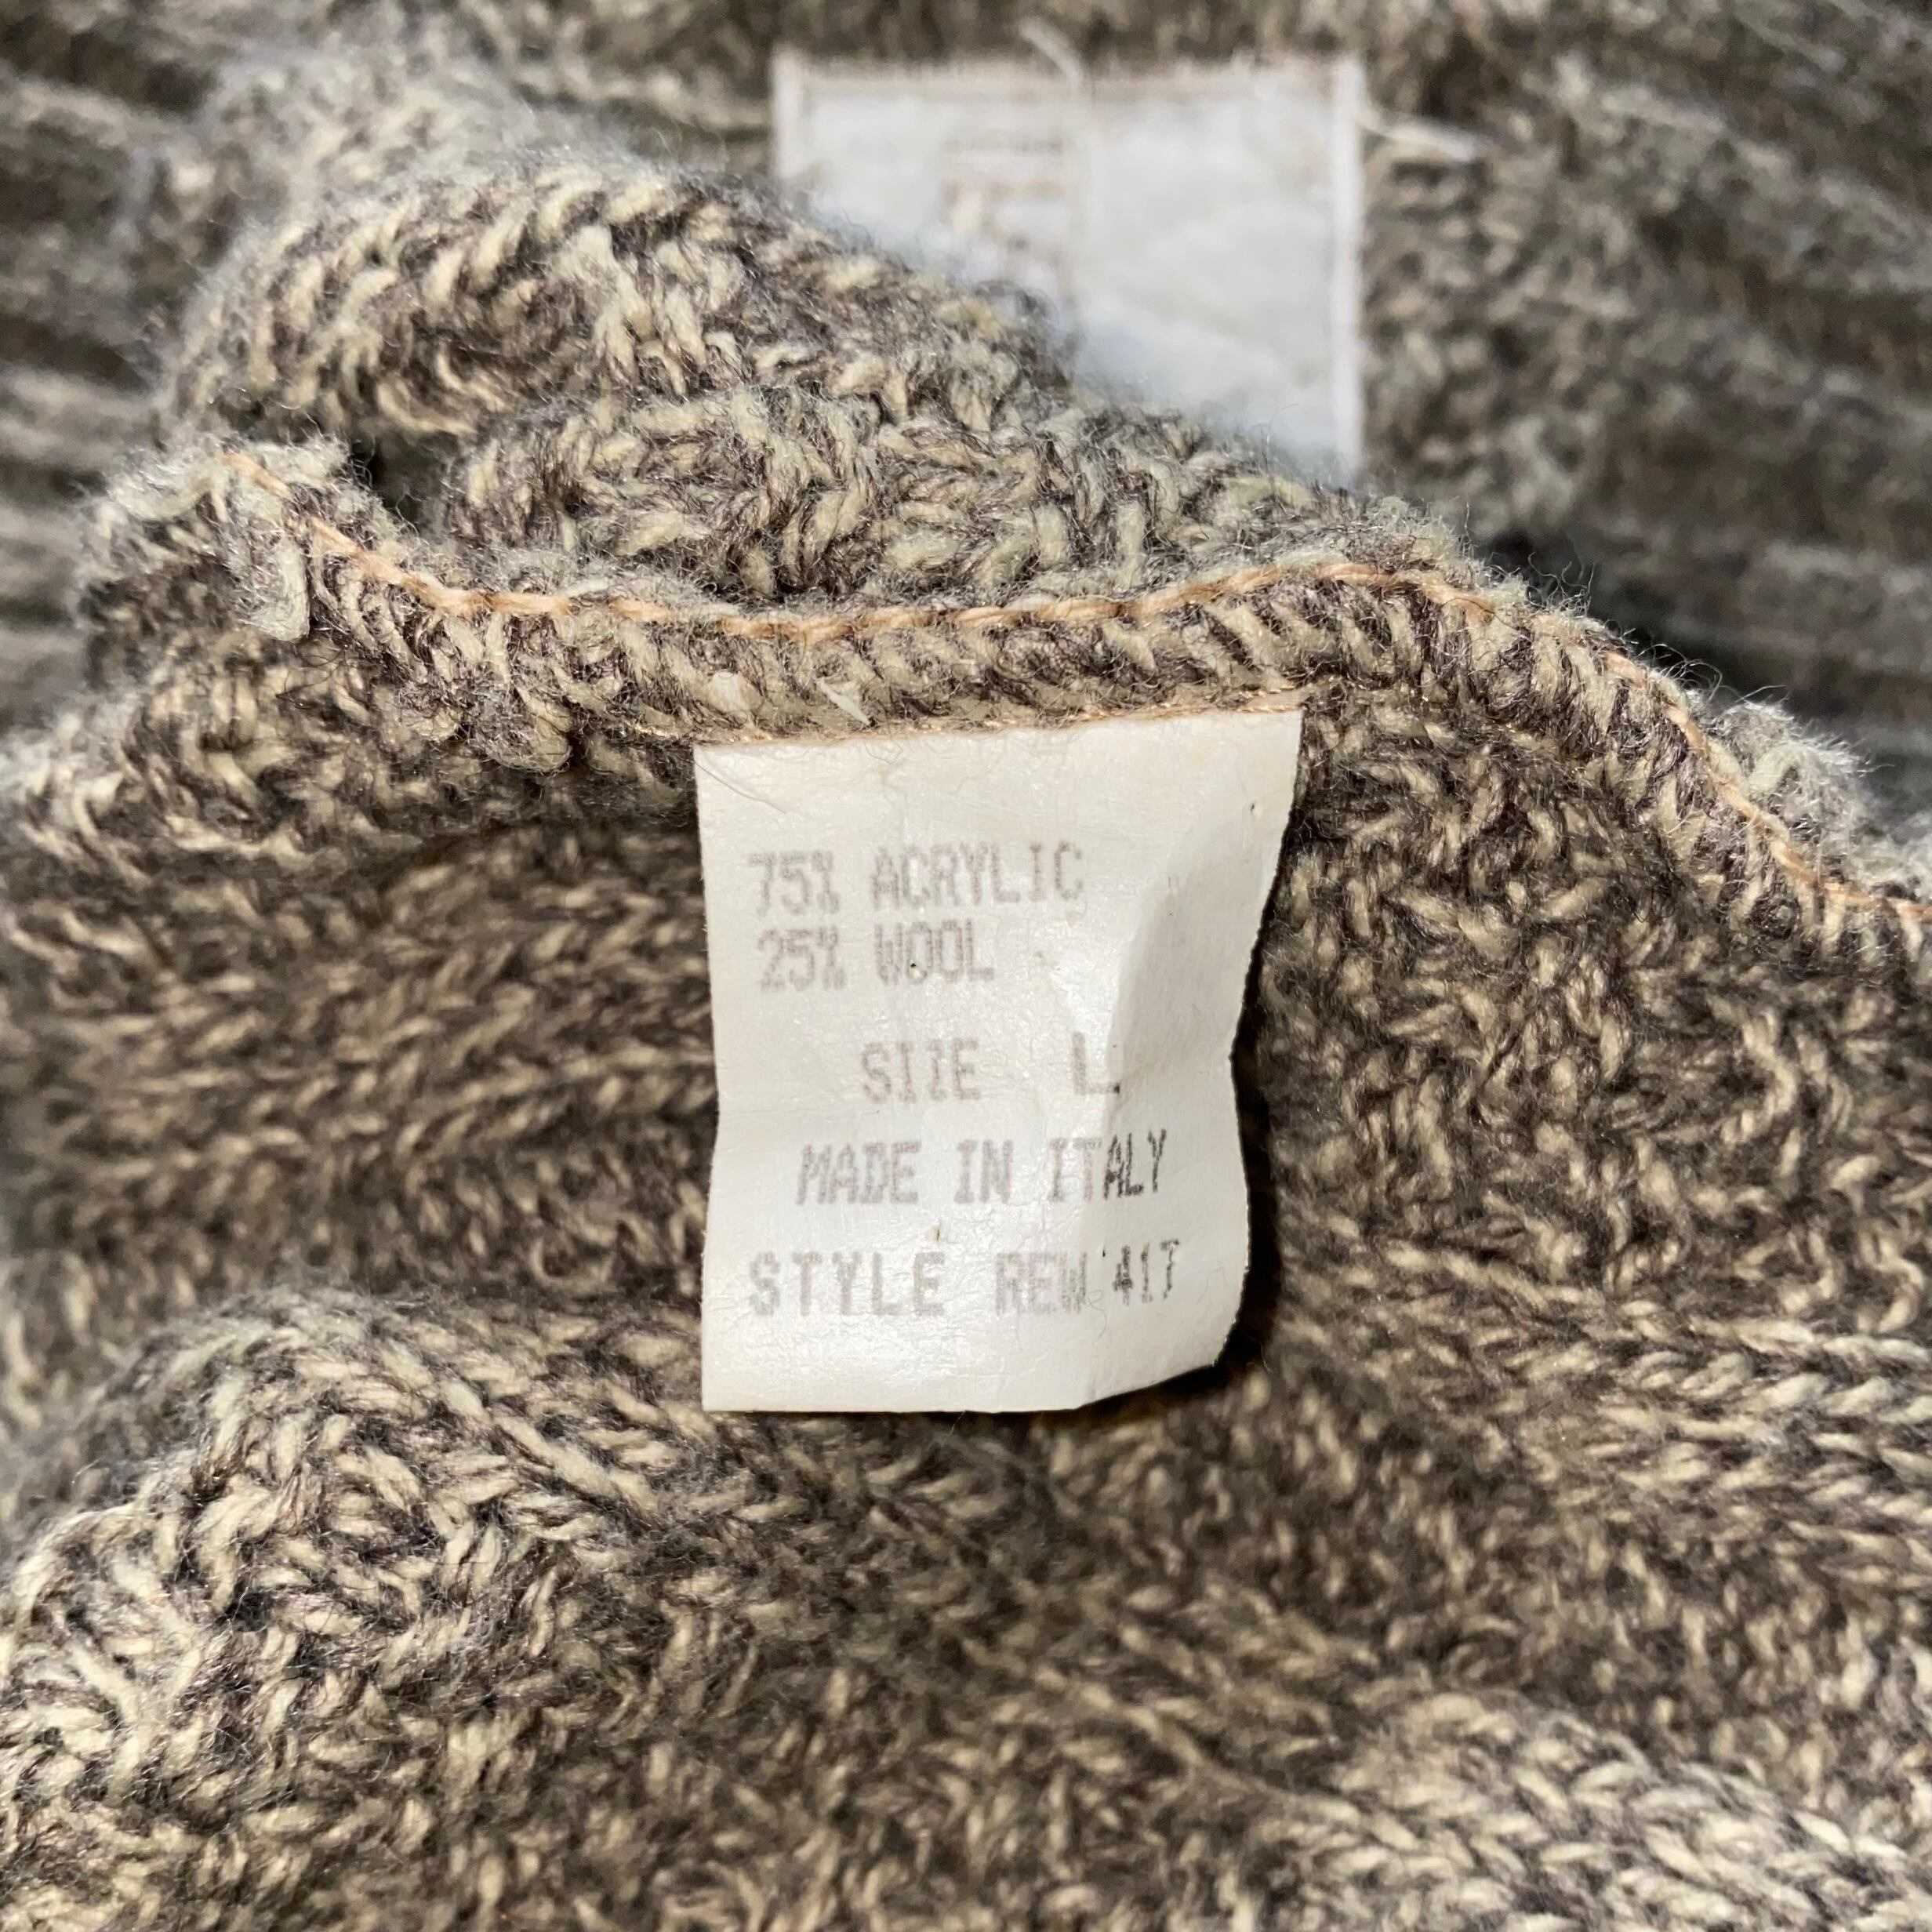 75% ACRYLIC
25% WOOL
SIZE L
MADE IN ITALY
STYLE REW 417